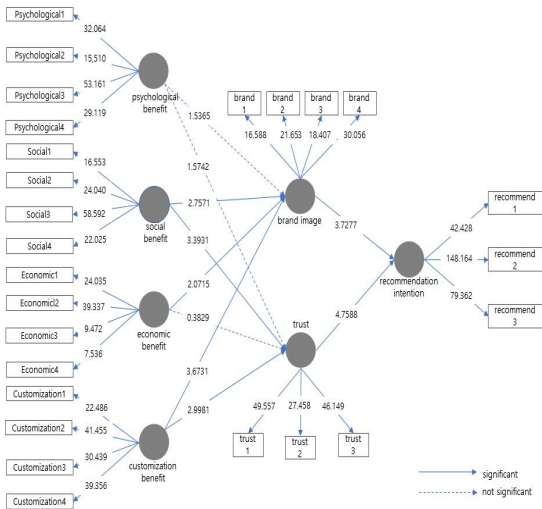 Psychological1
32.064
Psychological2
15.510
Psychological3
53.161
29.119
Psychological4
psychological
benefit
1.5365
1.5742
Social1
16.553
Social2
24.040
Social3
58.592
Social4
22.025
social
benefit
2.7571
3.3931
Economic1
24.035
Economicl2
39.337
Economic3
9.472
Economic4
7.536
economic
benefit
2.0715
0.3829
Customization1
22.486
Customization2
41.455
Customization3
30.439
Customization4
39.356
customization
benefit
3.6731
2.9981
brand
1
brand
2
brand
3
brand
4
16.588
21.653
18.407
30.056
brand image
3.7277
trust
4.7588
49.557
27.458
46.149
trust
1
trust
2
trust
3
recommendation
intention
42.428
148.164
79.362
recommend
1
recommend
2
recommend
3
significant
not significant